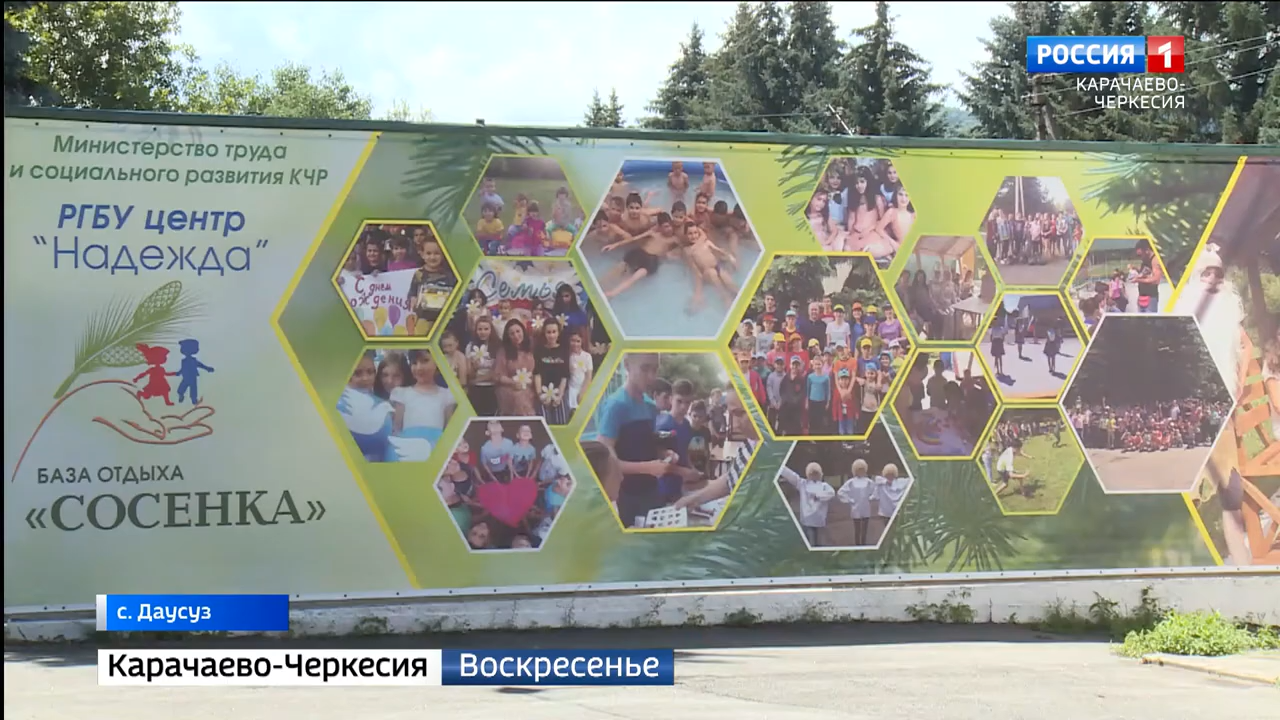 РОССИЯ 1
КАРАЧАЕВО-
ЧЕРКЕСИЯ
Министерство труда
и социального развития КЧР
РГБУ центр
“Надежда”
БАЗА ОТДЫХА
«СОСЕНКА»
С днем
рождения
Семья
с. Даусуз
Карачаево-Черкесия Воскресенье